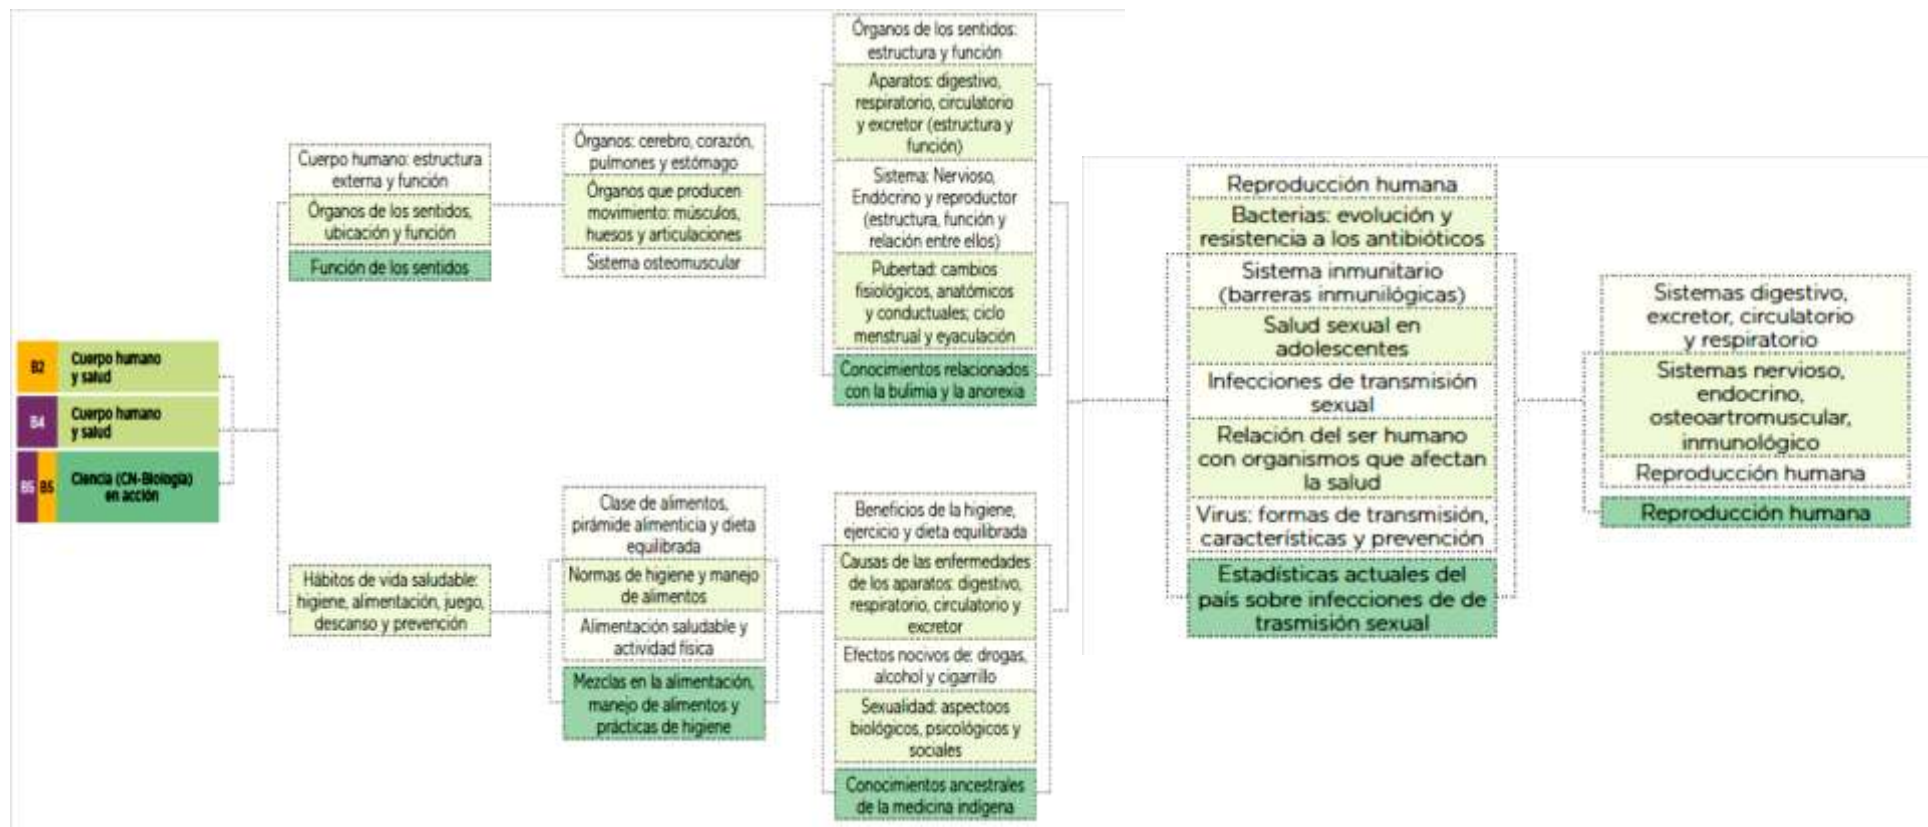 B2
Cuerpo humano
y salud
B4
Cuerpo humano
y salud
B5
B5
Ciencia (CN-Biología)
en acción
Cuerpo humano: estructura
externa y función
Órganos de los sentidos,
ubicación y función
Función de los sentidos
Hábitos de vida saludable:
higiene, alimentación, juego,
descanso y prevención
Órganos: cerebro, corazón,
pulmones y estómago
Órganos que producen
movimiento: músculos,
huesos y articulaciones
Sistema osteomuscular
Clase de alimentos,
pirámide alimenticia y dieta
equilibrada
Normas de higiene y manejo
de alimentos
Alimentación saludable y
actividad física
Mezclas en la alimentación,
manejo de alimentos y
prácticas de higiene
Órganos de los sentidos:
estructura y función
Aparatos: digestivo,
respiratorio, circulatorio
y excretor (estructura y
función)
Sistema: Nervioso,
Endócrino y reproductor
(estructura, función y
relación entre ellos)
Pubertad: cambios
fisiológicos, anatómicos
y conductuales; ciclo
menstrual y eyaculación
Conocimientos relacionados
con la bulimia y la anorexia
Beneficios de la higiene,
ejercicio y dieta equilibrada
Causas de las enfermedades
de los aparatos: digestivo,
respiratorio, circulatorio y
excretor
Efectos nocivos de: drogas,
alcohol y cigarrillo
Sexualidad: aspectoos
biológicos, psicológicos y
sociales
Conocimientos ancestrales
de la medicina indígena
Reproducción humana
Bacterias: evolución y
resistencia a los antibióticos
Sistema inmunitario
(barreras inmunilógicas)
Salud sexual en
adolescentes
Infecciones de transmisión
sexual
Relación del ser humano
con organismos que afectan
la salud
Virus: formas de transmisión,
características y prevención
Estadísticas actuales del
país sobre infecciones de de
trasmisión sexual
Sistemas digestivo,
excretor, circulatorio
y respiratorio
Sistemas nervioso,
endocrino,
osteoartromuscular,
inmunológico
Reproducción humana
Reproducción humana